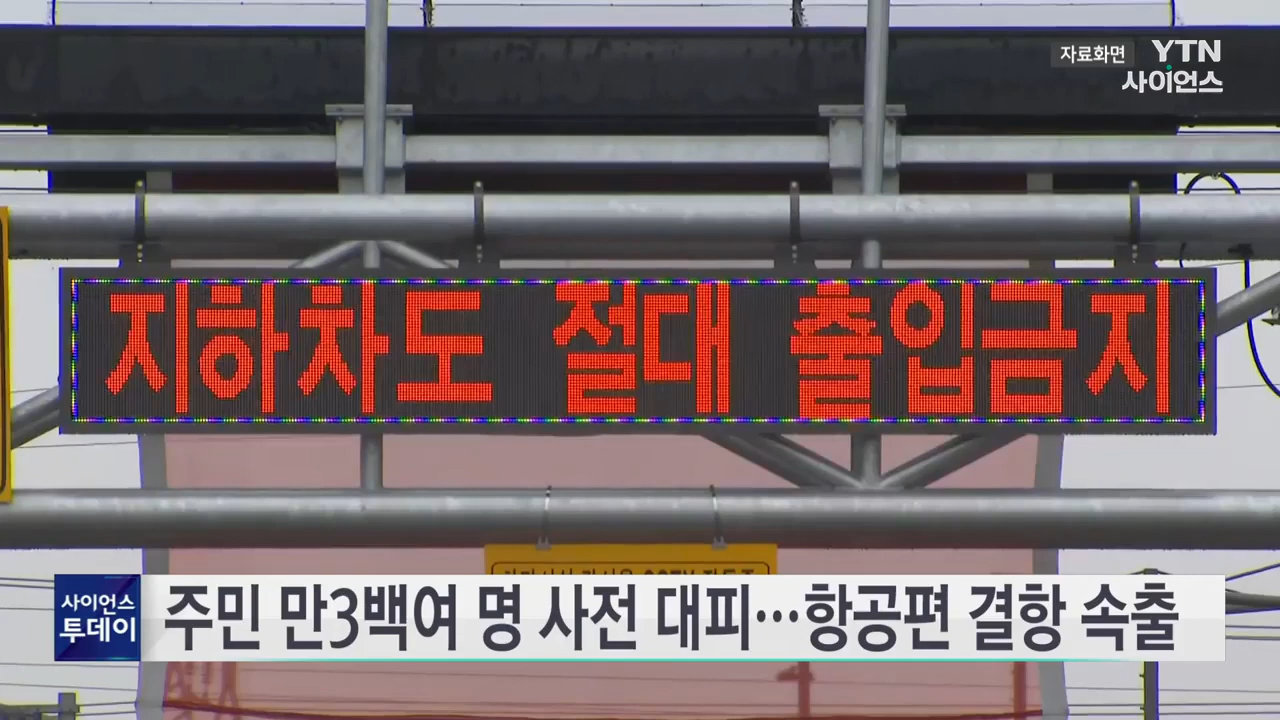 자료화면
YTN
사이언스
지하차도 절대 출입금지
사이언스
투데이
주민 만3백여 명 사전 대피…항공편 결항 속출